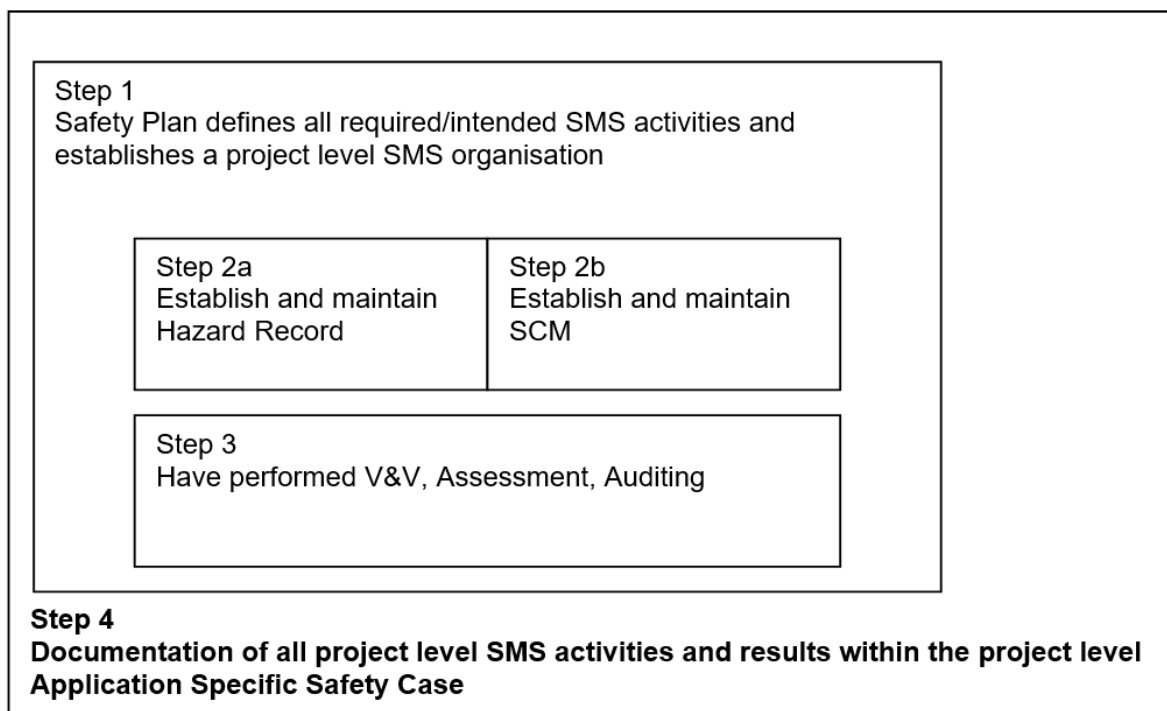 Step 1
Safety Plan defines all required/intended SMS activities and
establishes a project level SMS organisation
Step 2a
Establish and maintain
Hazard Record
Step 2b
Establish and maintain
SCM
Step 3
Have performed V&V, Assessment, Auditing
Step 4
Documentation of all project level SMS activities and results within the project level
Application Specific Safety Case